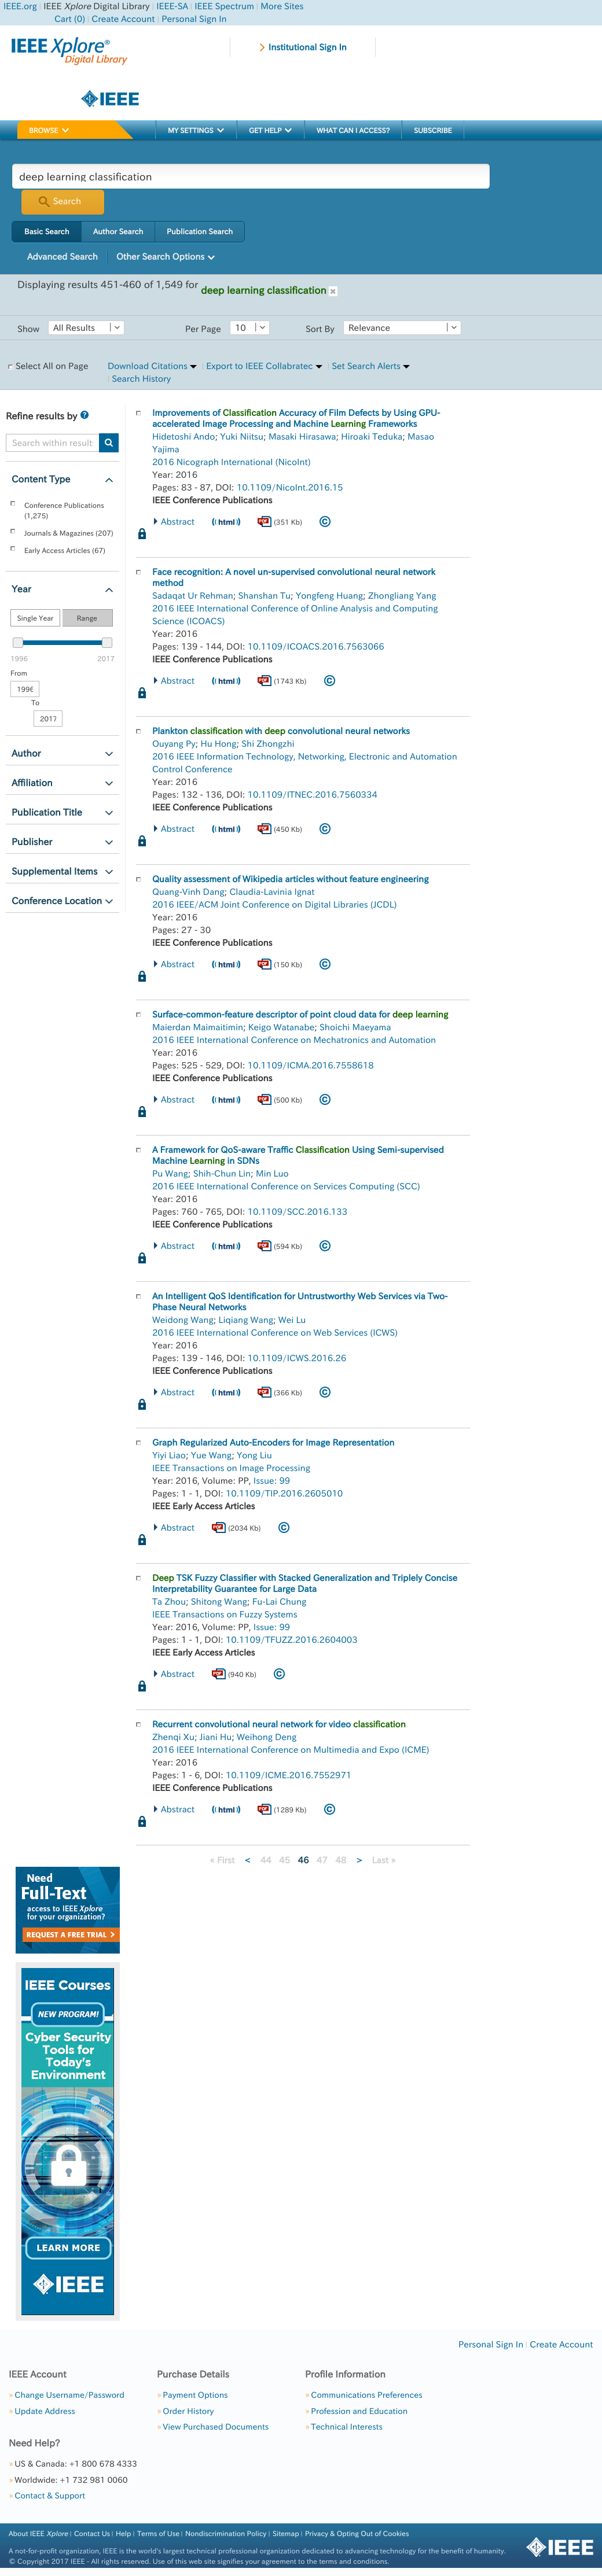 IEEE.org | IEEE Xplore Digital Library | IEEE-SA | IEEE Spectrum | More Sites
Cart (0) | Create Account | Personal Sign In
IEEE Xplore®
Digital Library
Institutional Sign In
IEEE
BROWSE
MY SETTINGS
GET HELP
WHAT CAN I ACCESS?
SUBSCRIBE
deep learning classification
Search
Basic Search
Author Search
Publication Search
Advanced Search
Other Search Options
Displaying results 451-460 of 1,549 for deep learning classification
Show All Results
Per Page 10
Sort By Relevance
Select All on Page
Download Citations | Export to IEEE Collabratec | Set Search Alerts
| Search History
Refine results by
Search within result
Content Type
Conference Publications
(1,275)
Journals & Magazines (207)
Early Access Articles (67)
Year
Single Year
Range
1996
2017
From
1996
To
2017
Author
Affiliation
Publication Title
Publisher
Supplemental Items
Conference Location
Improvements of Classification Accuracy of Film Defects by Using GPU-
accelerated Image Processing and Machine Learning Frameworks
Hidetoshi Ando; Yuki Niitsu; Masaki Hirasawa; Hiroaki Teduka; Masao
Yajima
2016 Nicograph International (NicoInt)
Year: 2016
Pages: 83 - 87, DOI: 10.1109/NicoInt.2016.15
IEEE Conference Publications
Abstract
((html))
PDF (351 Kb)
©
Face recognition: A novel un-supervised convolutional neural network
method
Sadaqat Ur Rehman; Shanshan Tu; Yongfeng Huang; Zhongliang Yang
2016 IEEE International Conference of Online Analysis and Computing
Science (ICOACS)
Year: 2016
Pages: 139 - 144, DOI: 10.1109/ICOACS.2016.7563066
IEEE Conference Publications
Abstract
((html))
PDF (1743 Kb)
©
Plankton classification with deep convolutional neural networks
Ouyang Py; Hu Hong; Shi Zhongzhi
2016 IEEE Information Technology, Networking, Electronic and Automation
Control Conference
Year: 2016
Pages: 132 - 136, DOI: 10.1109/ITNEC.2016.7560334
IEEE Conference Publications
Abstract
((html))
PDF (450 Kb)
©
Quality assessment of Wikipedia articles without feature engineering
Quang-Vinh Dang; Claudia-Lavinia Ignat
2016 IEEE/ACM Joint Conference on Digital Libraries (JCDL)
Year: 2016
Pages: 27 - 30
IEEE Conference Publications
Abstract
((html))
PDF (150 Kb)
©
Surface-common-feature descriptor of point cloud data for deep learning
Maierdan Maimaitimin; Keigo Watanabe; Shoichi Maeyama
2016 IEEE International Conference on Mechatronics and Automation
Year: 2016
Pages: 525 - 529, DOI: 10.1109/ICMA.2016.7558618
IEEE Conference Publications
Abstract
((html))
PDF (500 Kb)
©
A Framework for QoS-aware Traffic Classification Using Semi-supervised
Machine Learning in SDNs
Pu Wang; Shih-Chun Lin; Min Luo
2016 IEEE International Conference on Services Computing (SCC)
Year: 2016
Pages: 760 - 765, DOI: 10.1109/SCC.2016.133
IEEE Conference Publications
Abstract
((html))
PDF (594 Kb)
©
An Intelligent QoS Identification for Untrustworthy Web Services via Two-
Phase Neural Networks
Weidong Wang; Liqiang Wang; Wei Lu
2016 IEEE International Conference on Web Services (ICWS)
Year: 2016
Pages: 139 - 146, DOI: 10.1109/ICWS.2016.26
IEEE Conference Publications
Abstract
((html))
PDF (366 Kb)
©
Graph Regularized Auto-Encoders for Image Representation
Yiyi Liao; Yue Wang; Yong Liu
IEEE Transactions on Image Processing
Year: 2016, Volume: PP, Issue: 99
Pages: 1 - 1, DOI: 10.1109/TIP.2016.2605010
IEEE Early Access Articles
Abstract
PDF (2034 Kb)
©
Deep TSK Fuzzy Classifier with Stacked Generalization and Triplely Concise
Interpretability Guarantee for Large Data
Ta Zhou; Shitong Wang; Fu-Lai Chung
IEEE Transactions on Fuzzy Systems
Year: 2016, Volume: PP, Issue: 99
Pages: 1 - 1, DOI: 10.1109/TFUZZ.2016.2604003
IEEE Early Access Articles
Abstract
PDF (940 Kb)
©
Recurrent convolutional neural network for video classification
Zhenqi Xu; Jiani Hu; Weihong Deng
2016 IEEE International Conference on Multimedia and Expo (ICME)
Year: 2016
Pages: 1 - 6, DOI: 10.1109/ICME.2016.7552971
IEEE Conference Publications
Abstract
((html))
PDF (1289 Kb)
©
« First < 44 45 46 47 48 > Last »
Need
Full-Text
access to IEEE Xplore
for your organization?
REQUEST A FREE TRIAL >
IEEE Courses
NEW PROGRAM!
Cyber Security
Tools for
Today's
Environment
LEARN MORE
IEEE
Personal Sign In | Create Account
IEEE Account
» Change Username/Password
» Update Address
Purchase Details
» Payment Options
» Order History
» View Purchased Documents
Profile Information
» Communications Preferences
» Profession and Education
» Technical Interests
Need Help?
» US & Canada: +1 800 678 4333
» Worldwide: +1 732 981 0060
» Contact & Support
About IEEE Xplore | Contact Us | Help | Terms of Use | Nondiscrimination Policy | Sitemap | Privacy & Opting Out of Cookies
A not-for-profit organization, IEEE is the world's largest technical professional organization dedicated to advancing technology for the benefit of humanity.
© Copyright 2017 IEEE - All rights reserved. Use of this web site signifies your agreement to the terms and conditions.
IEEE